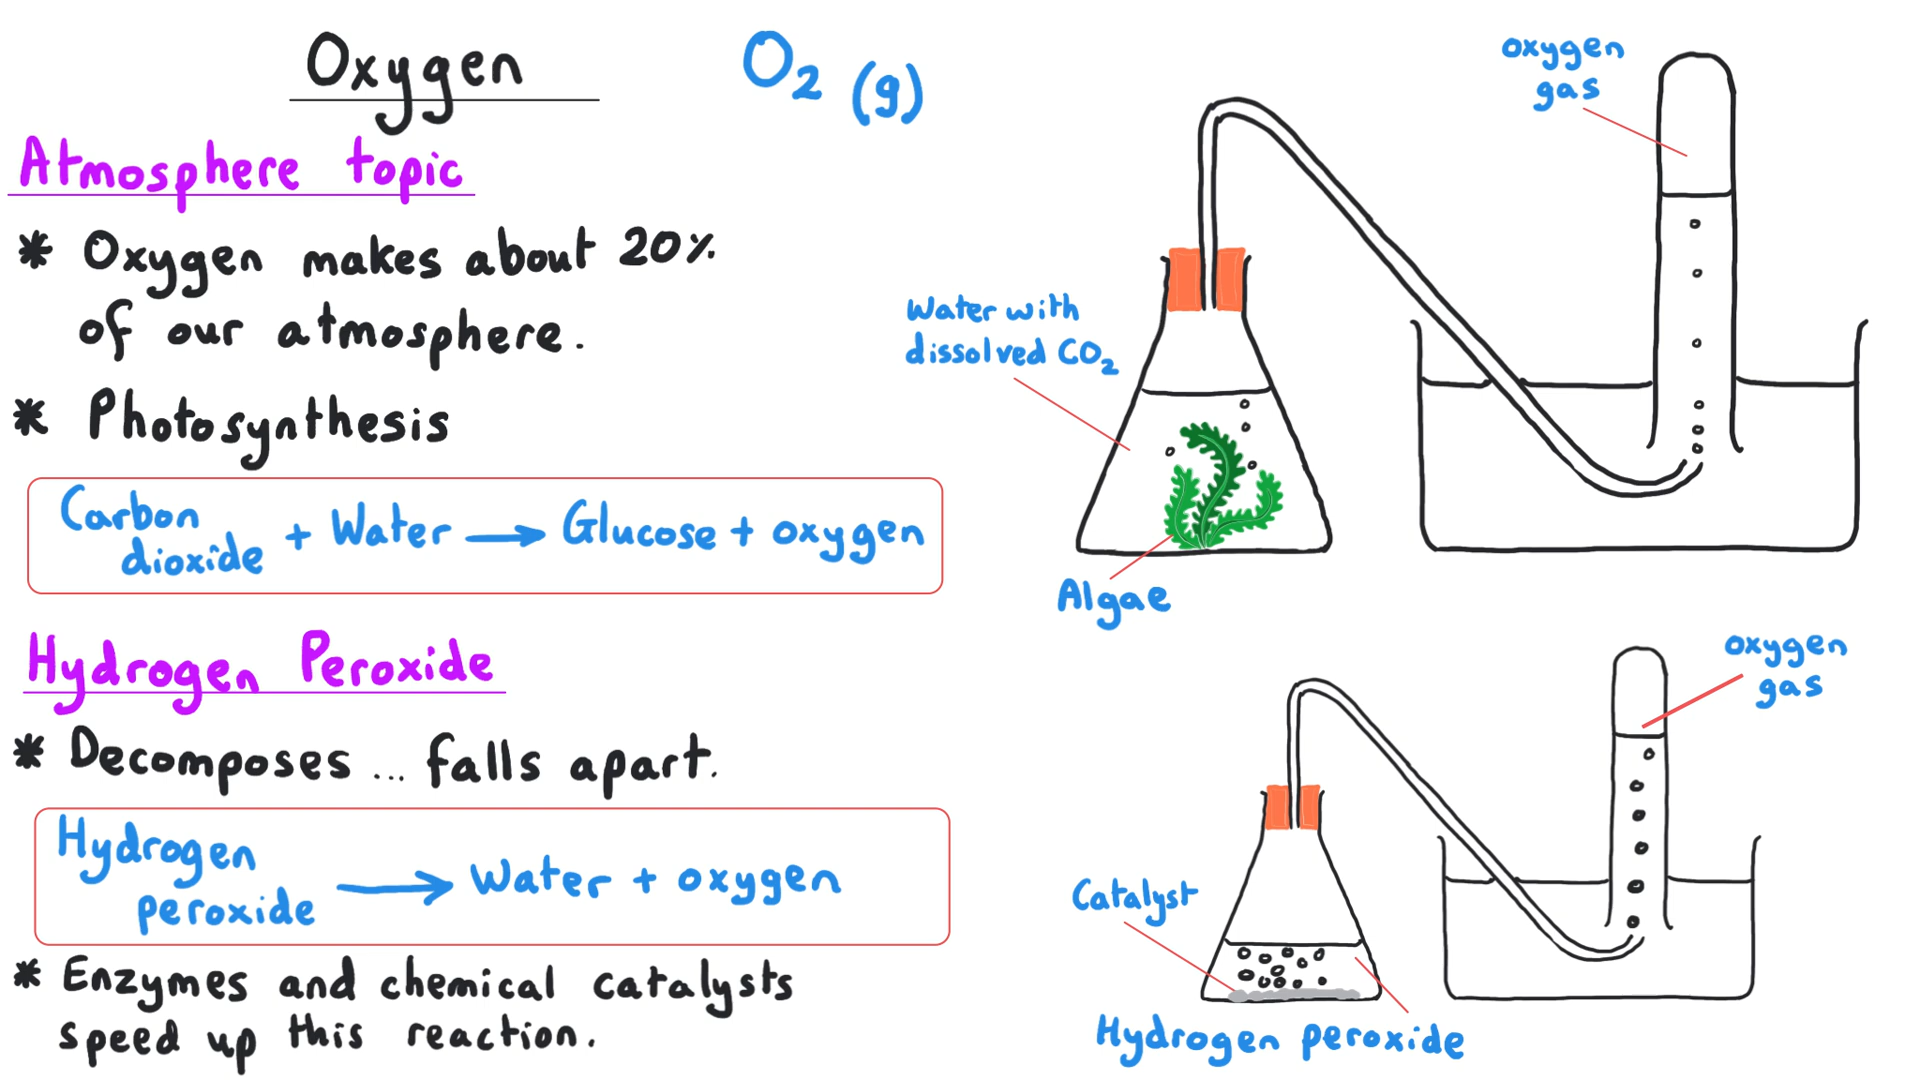 Oxygen
O₂ (g)
Atmosphere topic
* Oxygen makes about 20%
of our atmosphere.
* Photosynthesis
Carbon
dioxide + Water → Glucose + oxygen
Hydrogen Peroxide
* Decomposes ... falls apart.
Hydrogen
peroxide → Water + oxygen
* Enzymes and chemical catalysts
speed up this reaction.
oxygen
gas
Water with
dissolved CO₂
Algae
oxygen
gas
Catalyst
Hydrogen peroxide